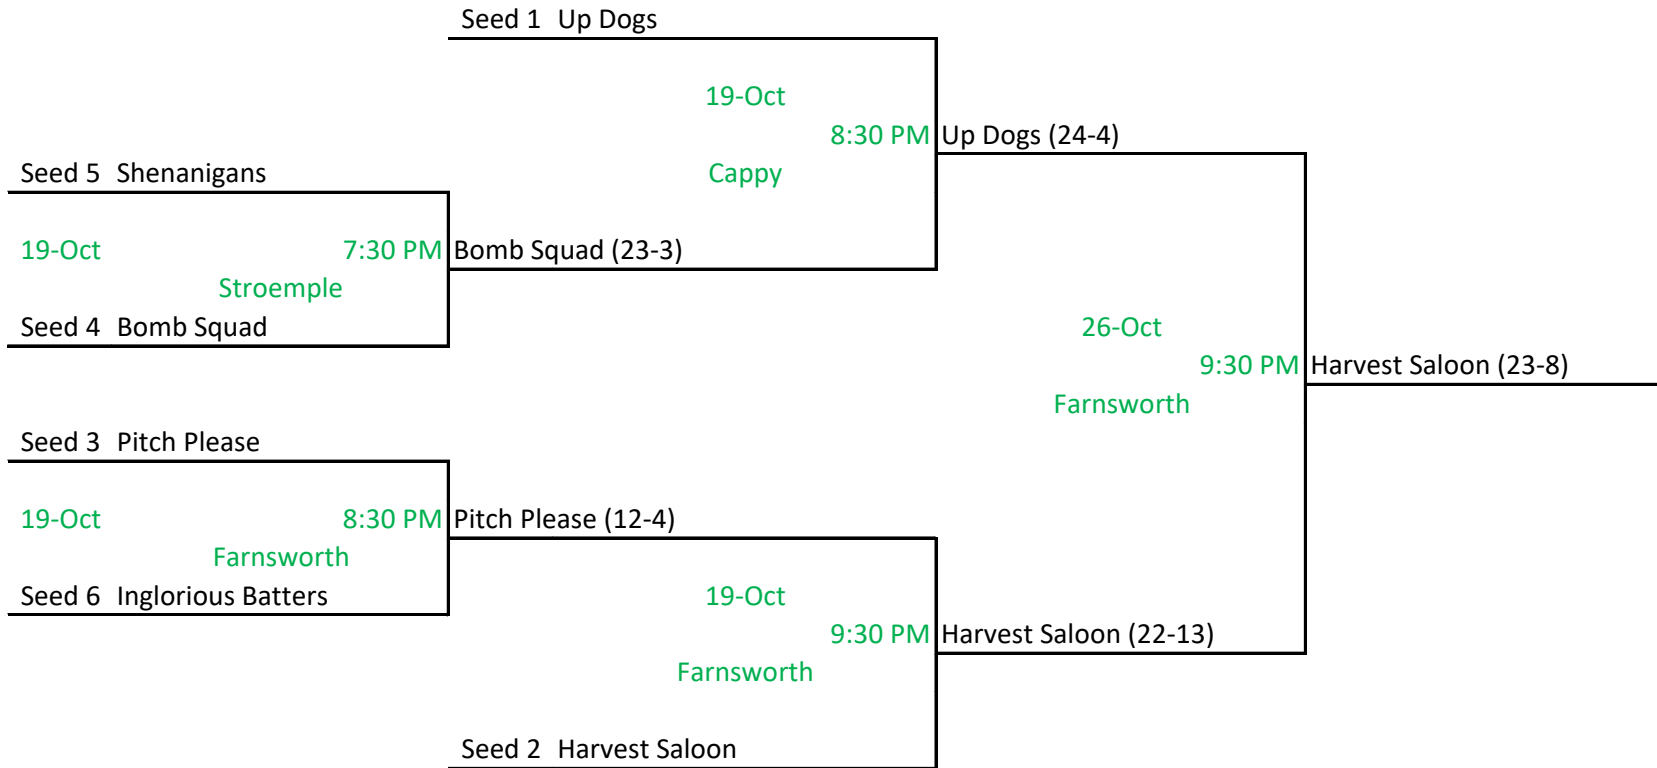 Seed 1 Up Dogs
19-Oct
8:30 PM Up Dogs (24-4)
Seed 5 Shenanigans
Cappy
19-Oct 7:30 PM Bomb Squad (23-3)
Stroemple
Seed 4 Bomb Squad
26-Oct
9:30 PM Harvest Saloon (23-8)
Farnsworth
Seed 3 Pitch Please
19-Oct 8:30 PM Pitch Please (12-4)
Farnsworth
Seed 6 Inglorious Batters
19-Oct
9:30 PM Harvest Saloon (22-13)
Farnsworth
Seed 2 Harvest Saloon